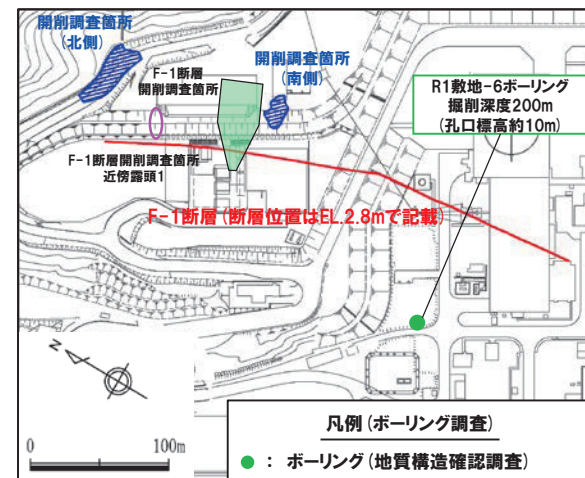 開削調査箇所
(北側)
F-1断層
開削調査箇所
開削調査箇所
(南側)
R1敷地-6ボーリング
掘削深度200m
(孔口標高約10m)
F-1断層開削調査箇所
近傍露頭1
F-1断層(断層位置はEL.2.8mで記載)
N
0 100m
凡例(ボーリング調査)
● : ボーリング(地質構造確認調査)